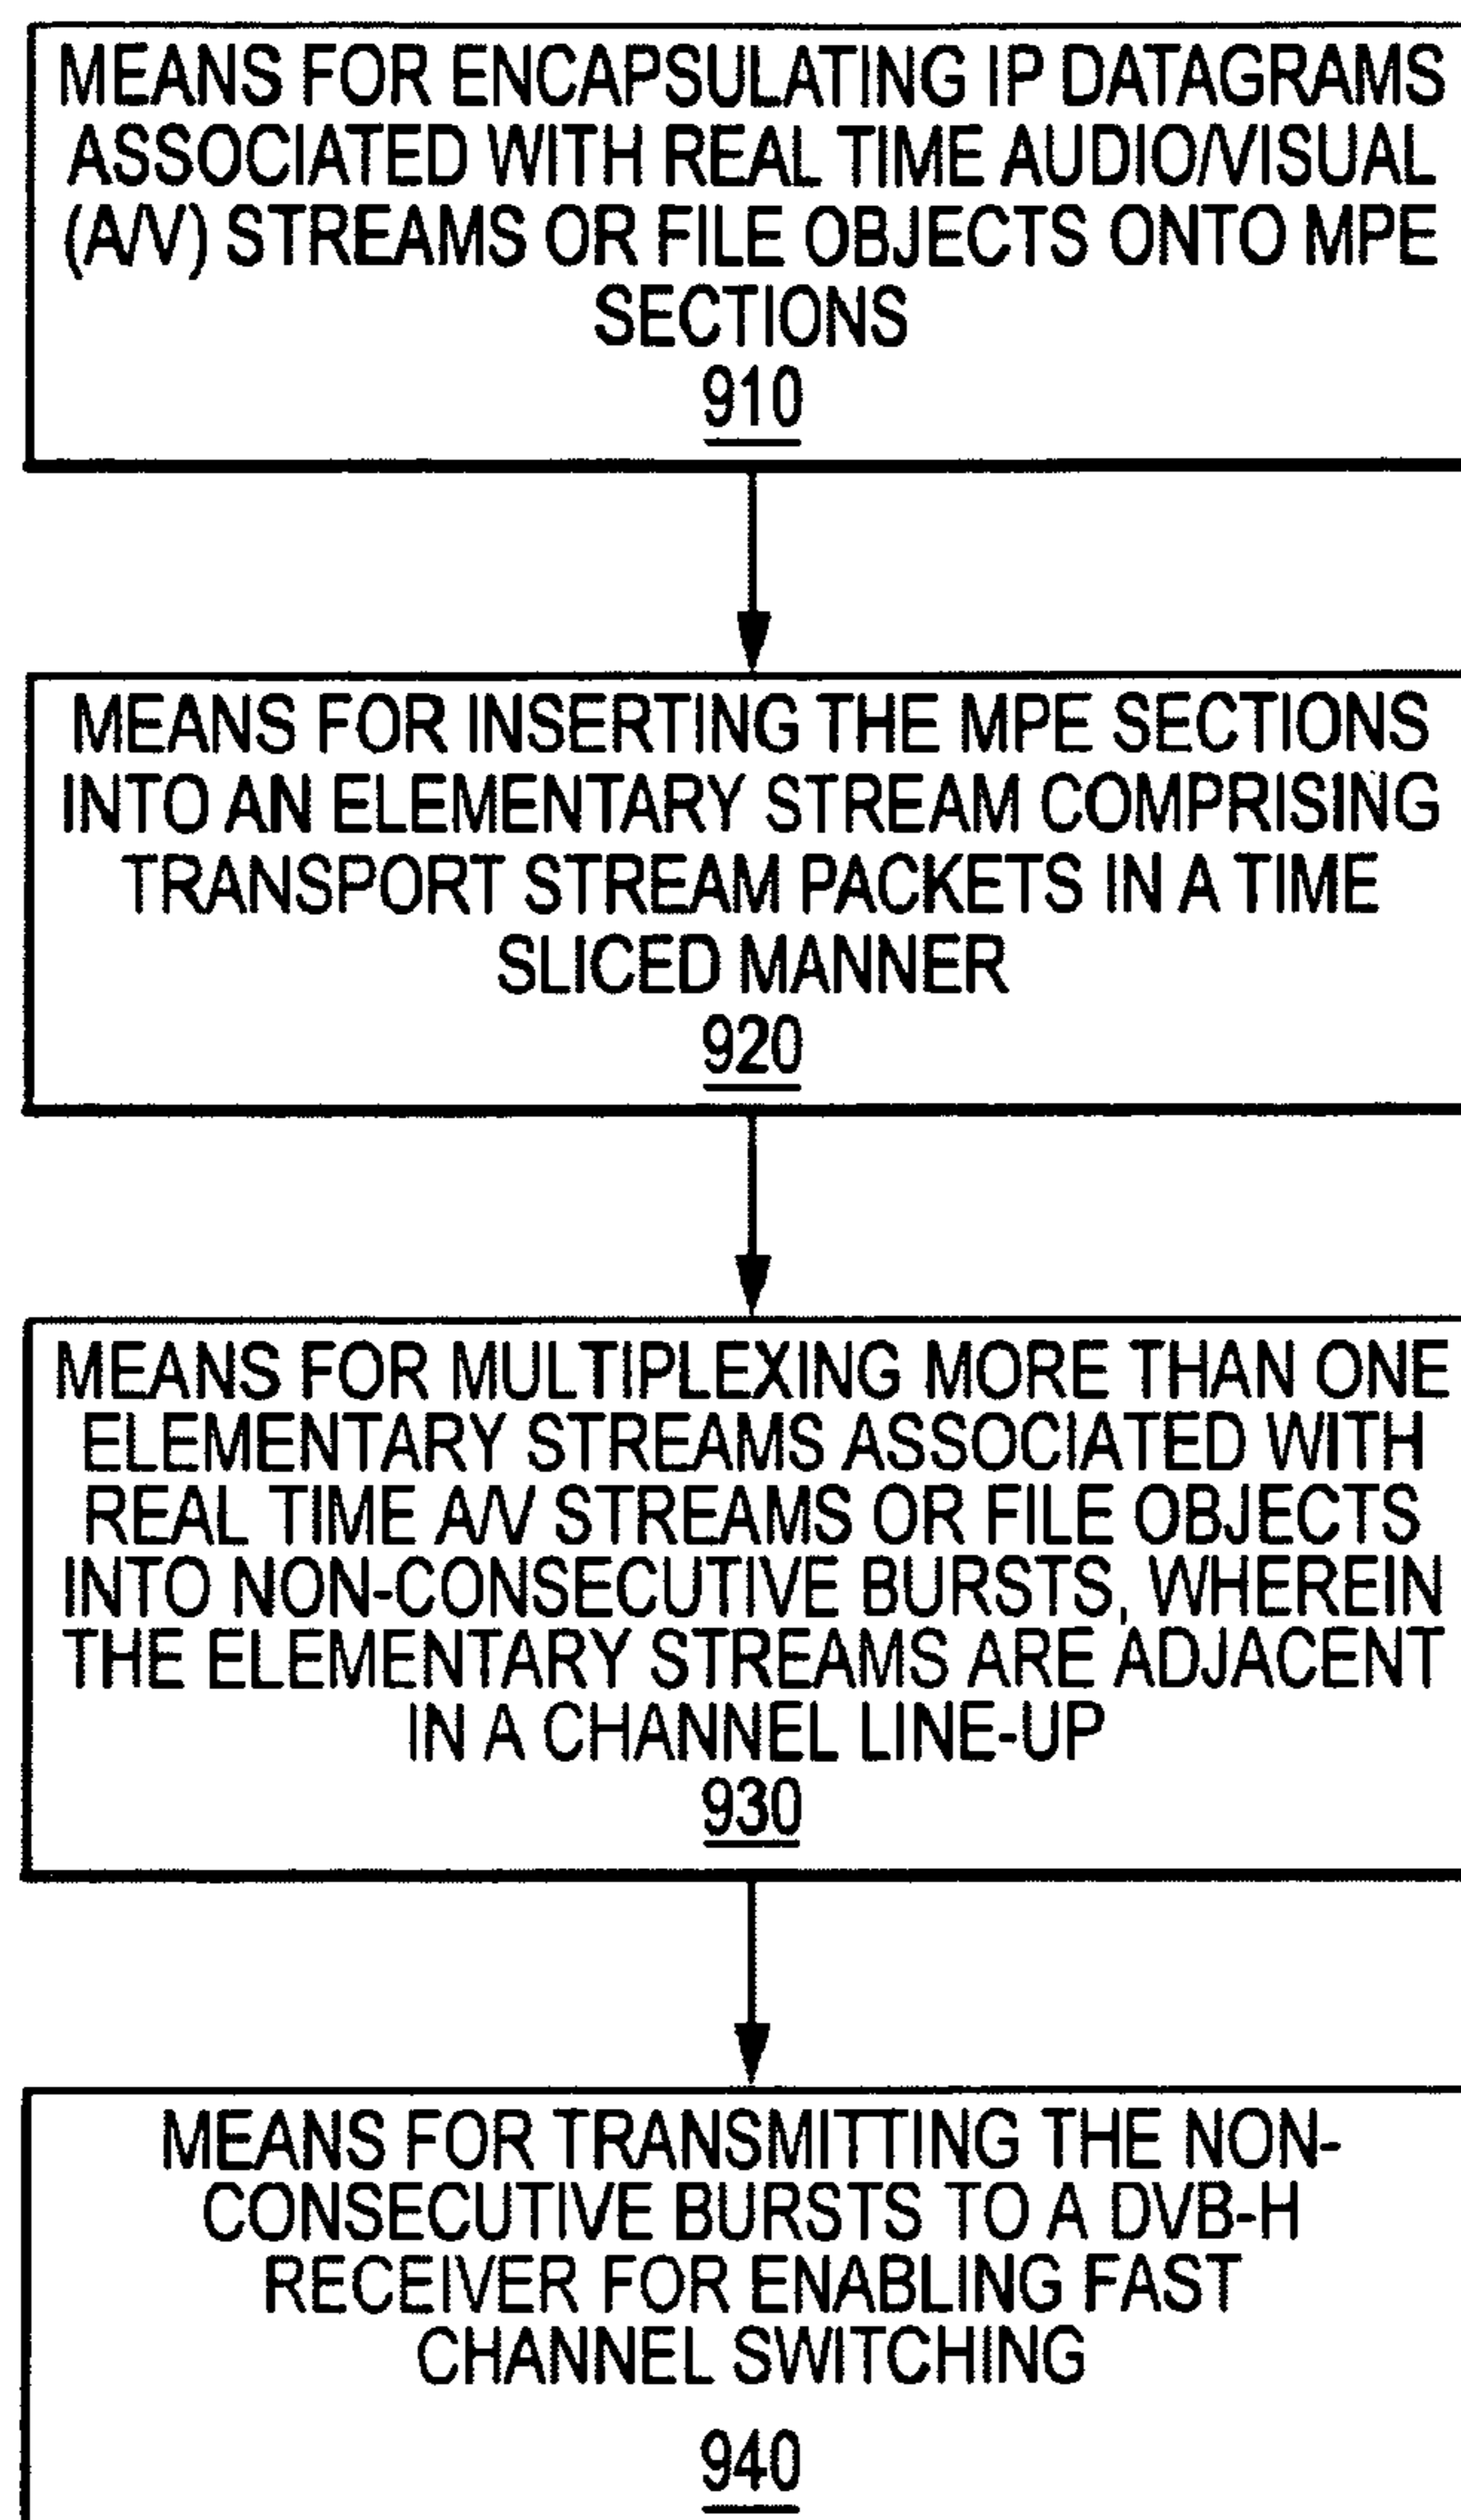 MEANS FOR ENCAPSULATING IP DATAGRAMS
ASSOCIATED WITH REAL TIME AUDIO/VISUAL
(A/V) STREAMS OR FILE OBJECTS ONTO MPE
SECTIONS
910
MEANS FOR INSERTING THE MPE SECTIONS
INTO AN ELEMENTARY STREAM COMPRISING
TRANSPORT STREAM PACKETS IN A TIME
SLICED MANNER
920
MEANS FOR MULTIPLEXING MORE THAN ONE
ELEMENTARY STREAMS ASSOCIATED WITH
REAL TIME A/V STREAMS OR FILE OBJECTS
INTO NON-CONSECUTIVE BURSTS, WHEREIN
THE ELEMENTARY STREAMS ARE ADJACENT
IN A CHANNEL LINE-UP
930
MEANS FOR TRANSMITTING THE NON-
CONSECUTIVE BURSTS TO A DVB-H
RECEIVER FOR ENABLING FAST
CHANNEL SWITCHING
940